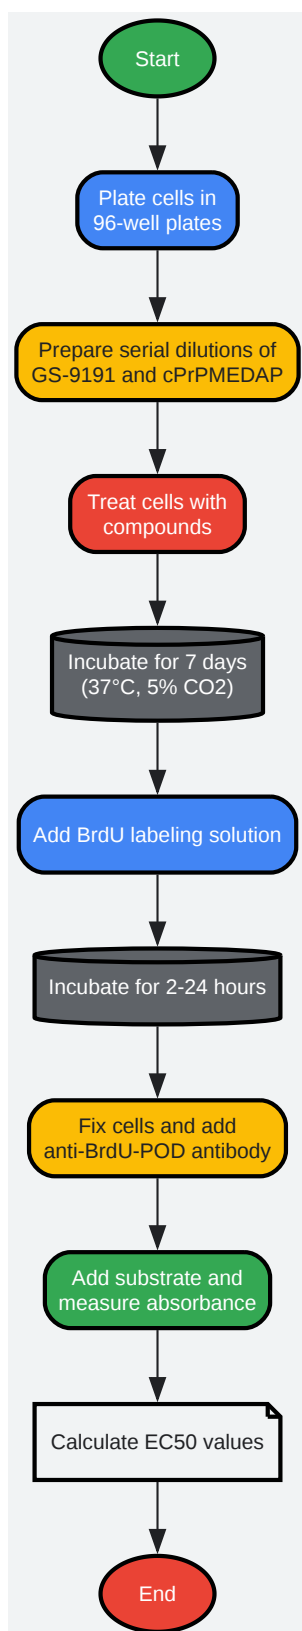 Start
Plate cells in
96-well plates
Prepare serial dilutions of
GS-9191 and cPrPMEDAP
Treat cells with
compounds
Incubate for 7 days
(37°C, 5% CO2)
Add BrdU labeling solution
Incubate for 2-24 hours
Fix cells and add
anti-BrdU-POD antibody
Add substrate and
measure absorbance
Calculate EC50 values
End